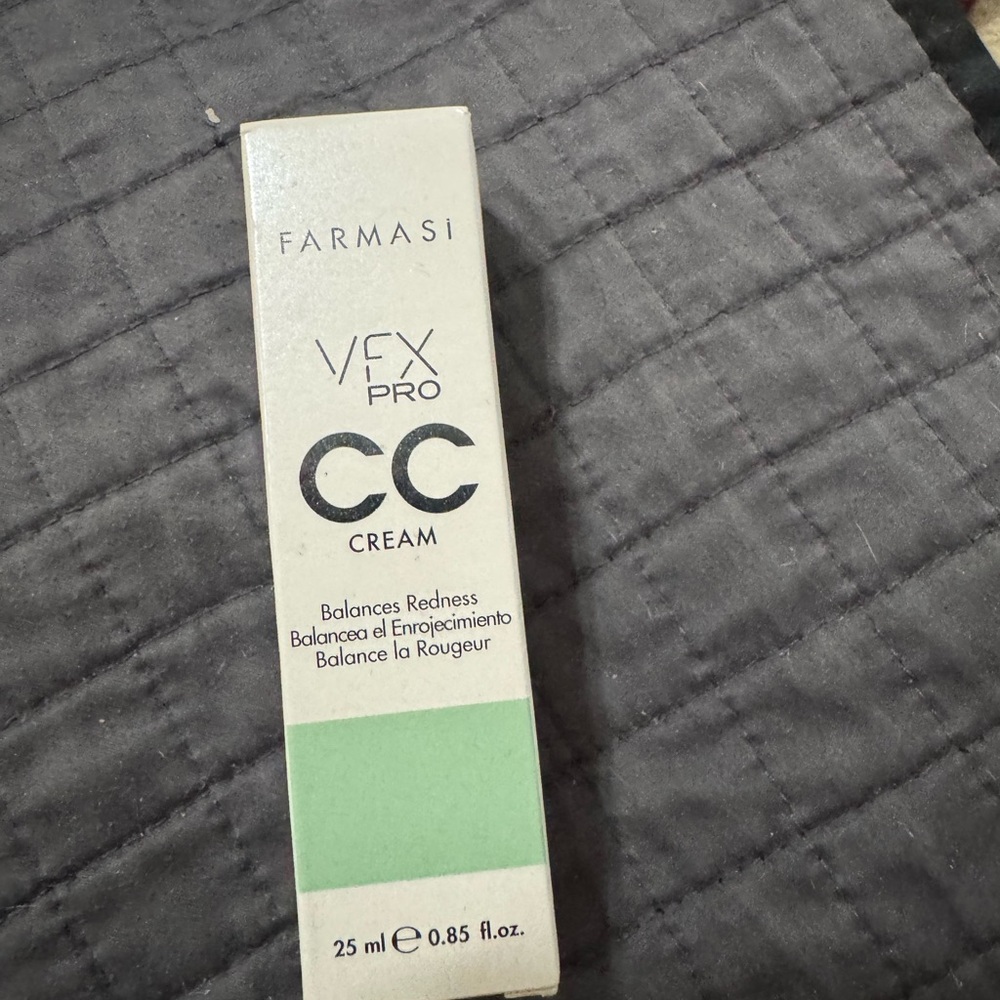 FARMASi
VFX
PRO
CC
CREAM
Balances Redness
Balancea el Enrojecimiento
Balance la Rougeur
25 ml ℮ 0.85 fl.oz.